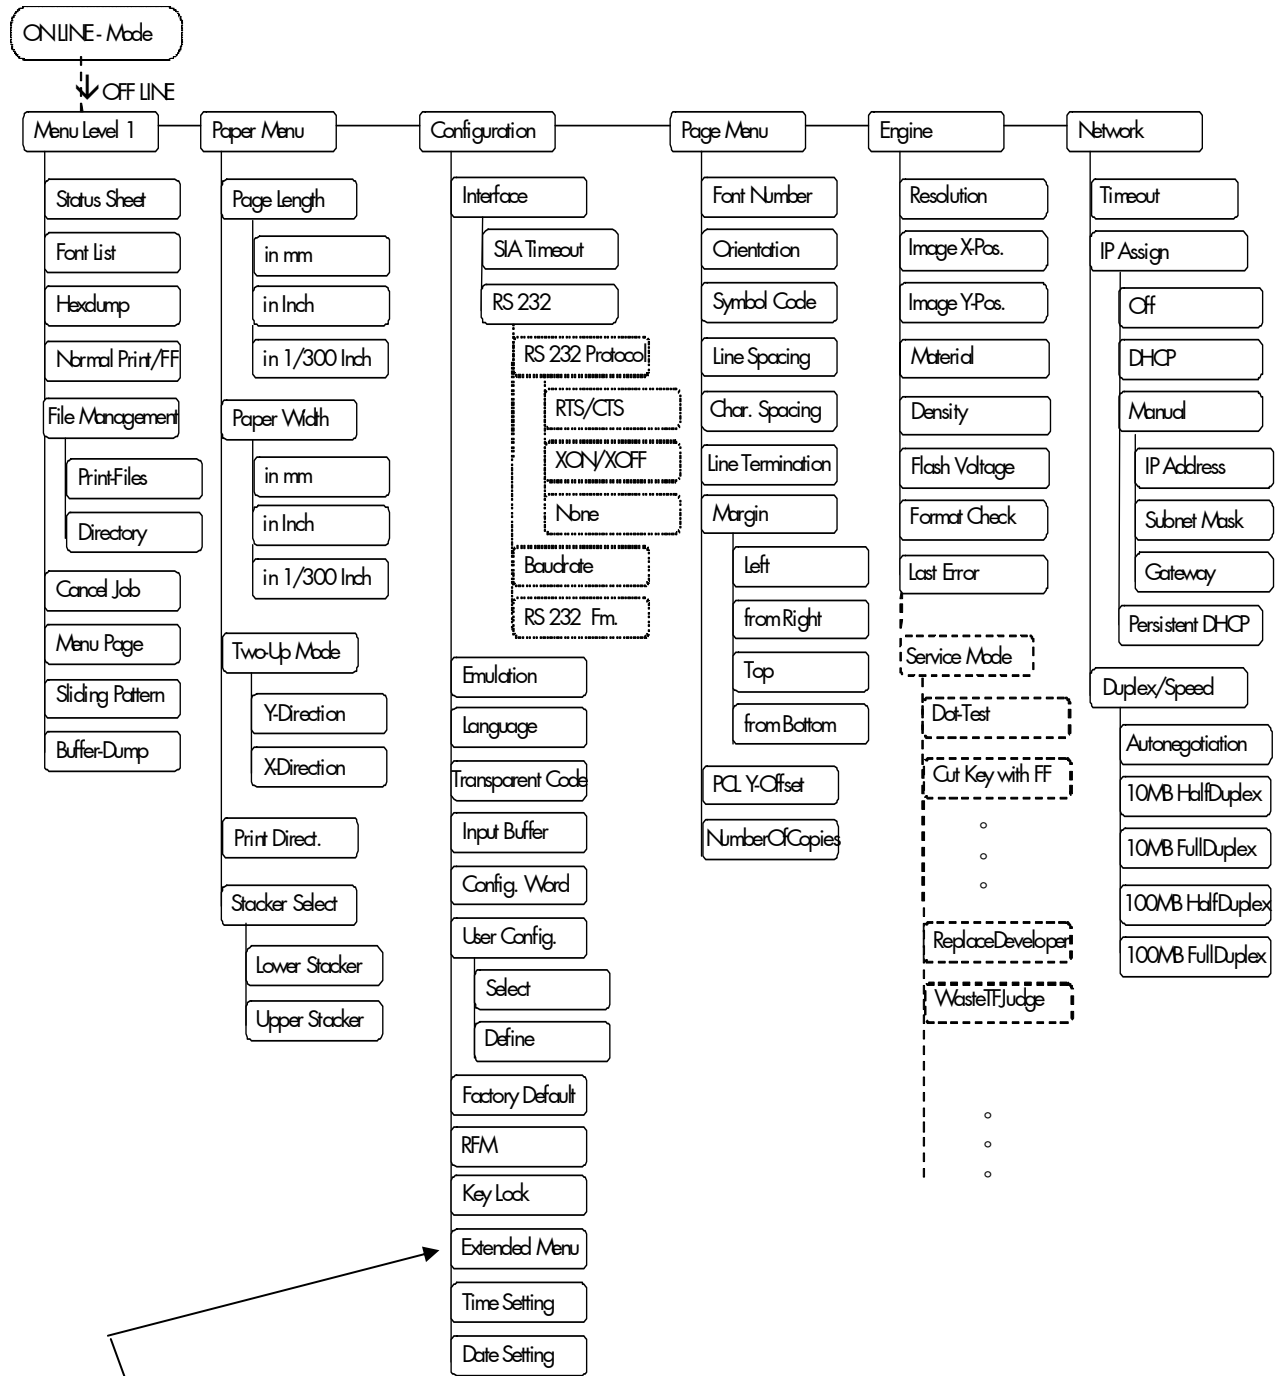 ON LINE - Mode
OFF LINE
Menu Level 1
Status Sheet
Font List
Hexdump
Normal Print/FF
File Management
Print-Files
Directory
Cancel Job
Menu Page
Sliding Pattern
Buffer-Dump
Paper Menu
Page Length
in mm
in Inch
in 1/300 Inch
Paper Width
in mm
in Inch
in 1/300 Inch
Two-Up Mode
Y-Direction
X-Direction
Print Direct.
Stacker Select
Lower Stacker
Upper Stacker
Configuration
Interface
SIA Timeout
RS 232
RS 232 Protocol
RTS/CTS
XON/XOFF
None
Baudrate
RS 232 Fm.
Emulation
Language
Transparent Code
Input Buffer
Config. Word
User Config.
Select
Define
Factory Default
RFM
Key Lock
Extended Menu
Time Setting
Date Setting
Page Menu
Font Number
Orientation
Symbol Code
Line Spacing
Char. Spacing
Line Termination
Margin
Left
from Right
Top
from Bottom
PCL Y-Offset
NumberOfCopies
Engine
Resolution
Image X-Pos.
Image Y-Pos.
Material
Density
Flash Voltage
Format Check
Last Error
Service Mode
Dot-Test
Cut Key with FF
ReplaceDeveloper
WasteTFJudge
Network
Timeout
IP Assign
Off
DHCP
Manual
IP Address
Subnet Mask
Gateway
Persistent DHCP
Duplex/Speed
Autonegotiation
10MB HalfDuplex
10MB FullDuplex
100MB HalfDuplex
100MB FullDuplex